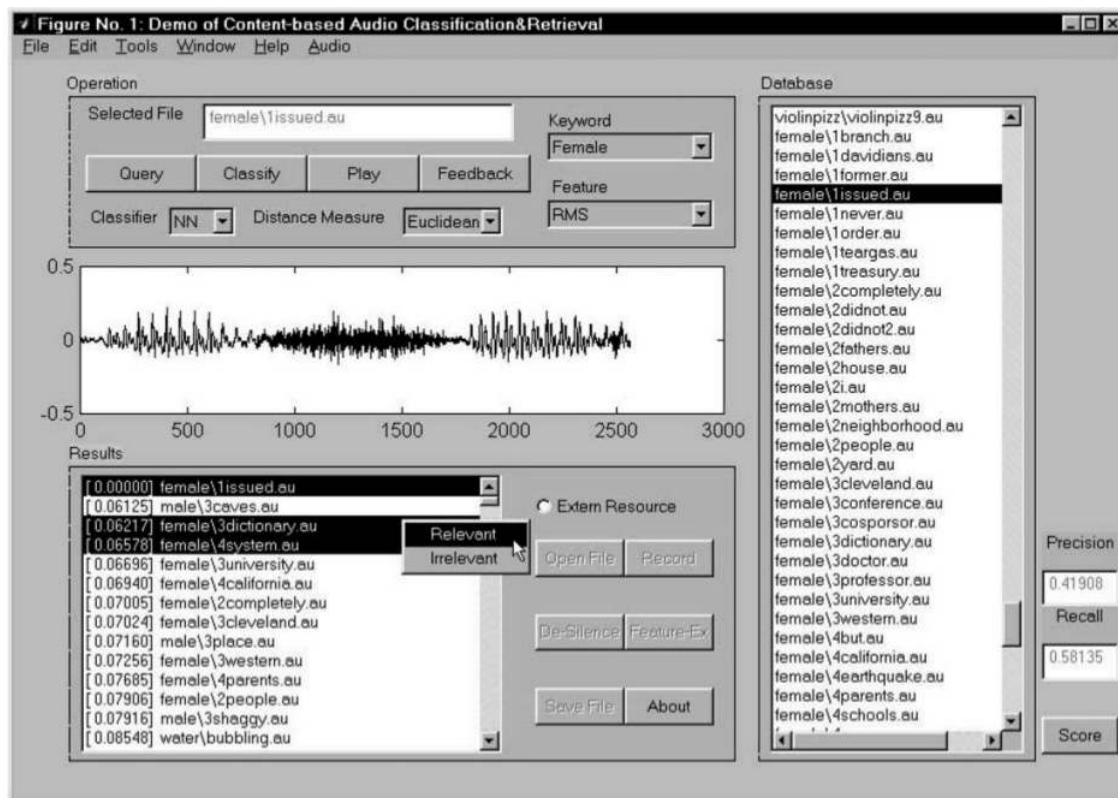 Figure No. 1: Demo of Content-based Audio Classification&Retrieval
File Edit Tools Window Help Audio
Operation
Selected File
female\1issued.au
Keyword
Female
Query Classify Play Feedback
Feature
RMS
Classifier NN Distance Measure Euclidean
0.5
0
-0.5
0 500 1000 1500 2000 2500 3000
Results
[ 0.00000] female\1issued.au
[ 0.06125] male\3caves.au
[ 0.06217] female\3dictionary.au
[ 0.06578] female\4system.au
[ 0.06696] female\3university.au
[ 0.06940] female\4california.au
[ 0.07005] female\2completely.au
[ 0.07024] female\3cleveland.au
[ 0.07160] male\3place.au
[ 0.07256] female\3western.au
[ 0.07685] female\4parents.au
[ 0.07906] female\2people.au
[ 0.07916] male\3shaggy.au
[ 0.08548] water\bubbling.au
Relevant
Irrelevant
Extern Resource
Open File Record
De-Silence Feature-Ex
Save File About
Database
violinpizz\violinpizz9.au
female\1branch.au
female\1davidians.au
female\1former.au
female\1issued.au
female\1never.au
female\1order.au
female\1teargas.au
female\1treasury.au
female\2completely.au
female\2didnot.au
female\2didnot2.au
female\2fathers.au
female\2house.au
female\2i.au
female\2mothers.au
female\2neighborhood.au
female\2people.au
female\2yard.au
female\3cleveland.au
female\3conference.au
female\3cosporsor.au
female\3dictionary.au
female\3doctor.au
female\3professor.au
female\3university.au
female\3western.au
female\4but.au
female\4california.au
female\4earthquake.au
female\4parents.au
female\4schools.au
Precision
0.41908
Recall
0.58135
Score